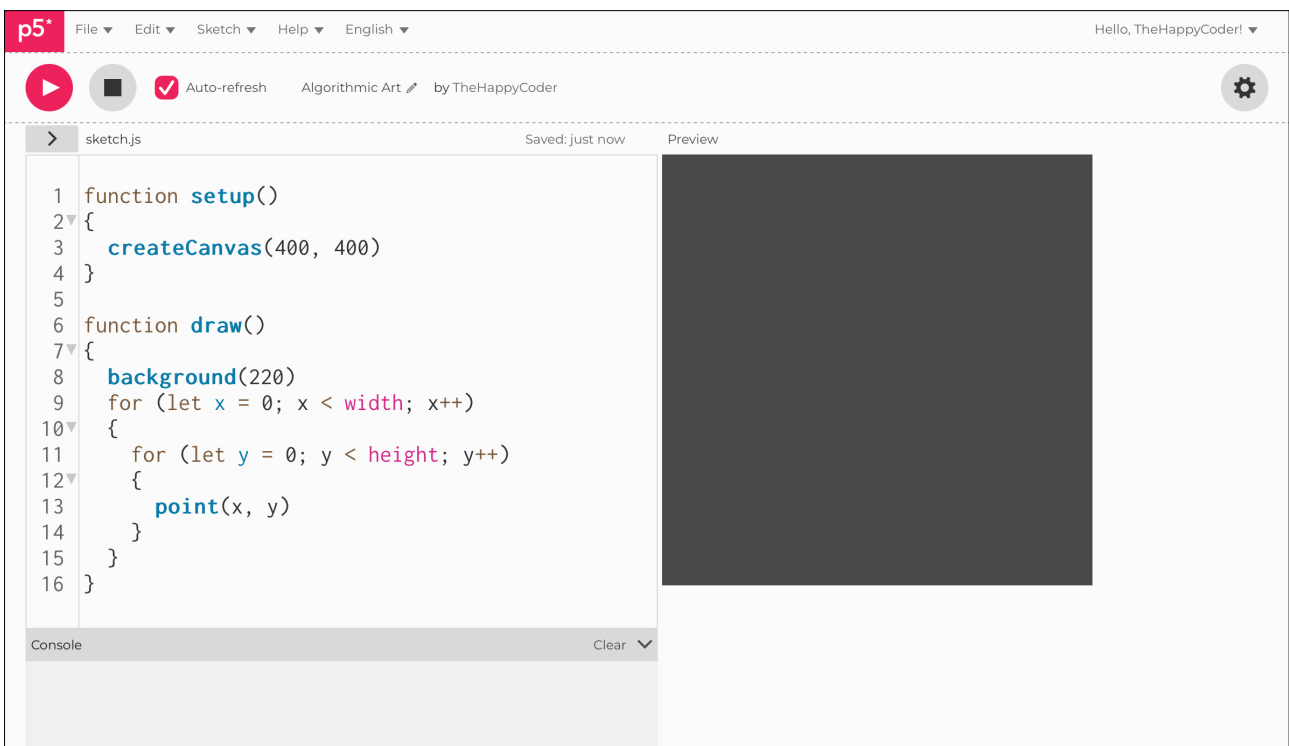 p5* File Edit Sketch Help English Hello, TheHappyCoder!
Auto-refresh Algorithmic Art by TheHappyCoder
sketch.js Saved: just now Preview
1 function setup()
2 {
3 createCanvas(400, 400)
4 }
5
6 function draw()
7 {
8 background(220)
9 for (let x = 0; x < width; x++)
10 {
11 for (let y = 0; y < height; y++)
12 {
13 point(x, y)
14 }
15 }
16 }
Console Clear